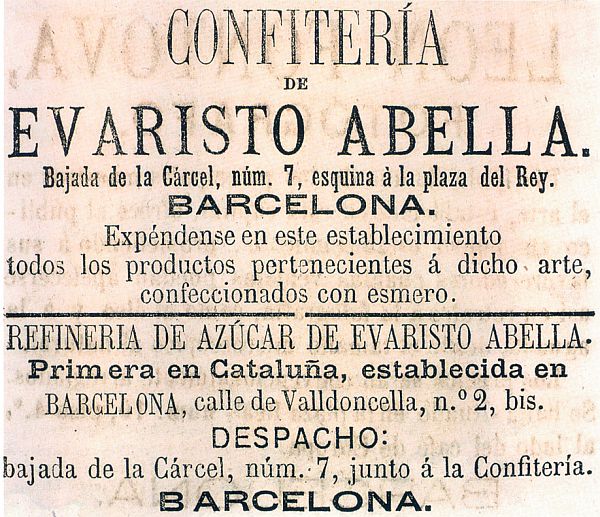 CONFITERÍA
DE
EVARISTO ABELLA.
Bajada de la Cárcel, núm. 7, esquina á la plaza del Rey.
BARCELONA.
Expéndense en este establecimiento
todos los productos pertenecientes á dicho arte,
confeccionados con esmero.
REFINERIA DE AZÚCAR DE EVARISTO ABELLA.
Primera en Cataluña, establecida en
BARCELONA, calle de Valldoncella, n.º 2, bis.
DESPACHO:
bajada de la Cárcel, núm. 7, junto á la Confitería.
BARCELONA.